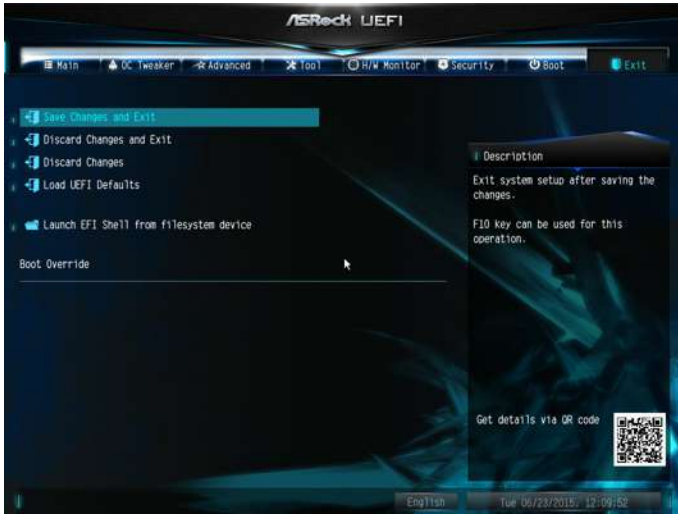 ASRock UEFI
Main OC Tweaker Advanced Tool H/W Monitor Security Boot Exit
Save Changes and Exit
Discard Changes and Exit
Discard Changes
Load UEFI Defaults
Launch EFI Shell from filesystem device
Boot Override
Description
Exit system setup after saving the
changes.
F10 key can be used for this
operation.
Get details via QR code
English Tue 06/23/2015. 12:09:52